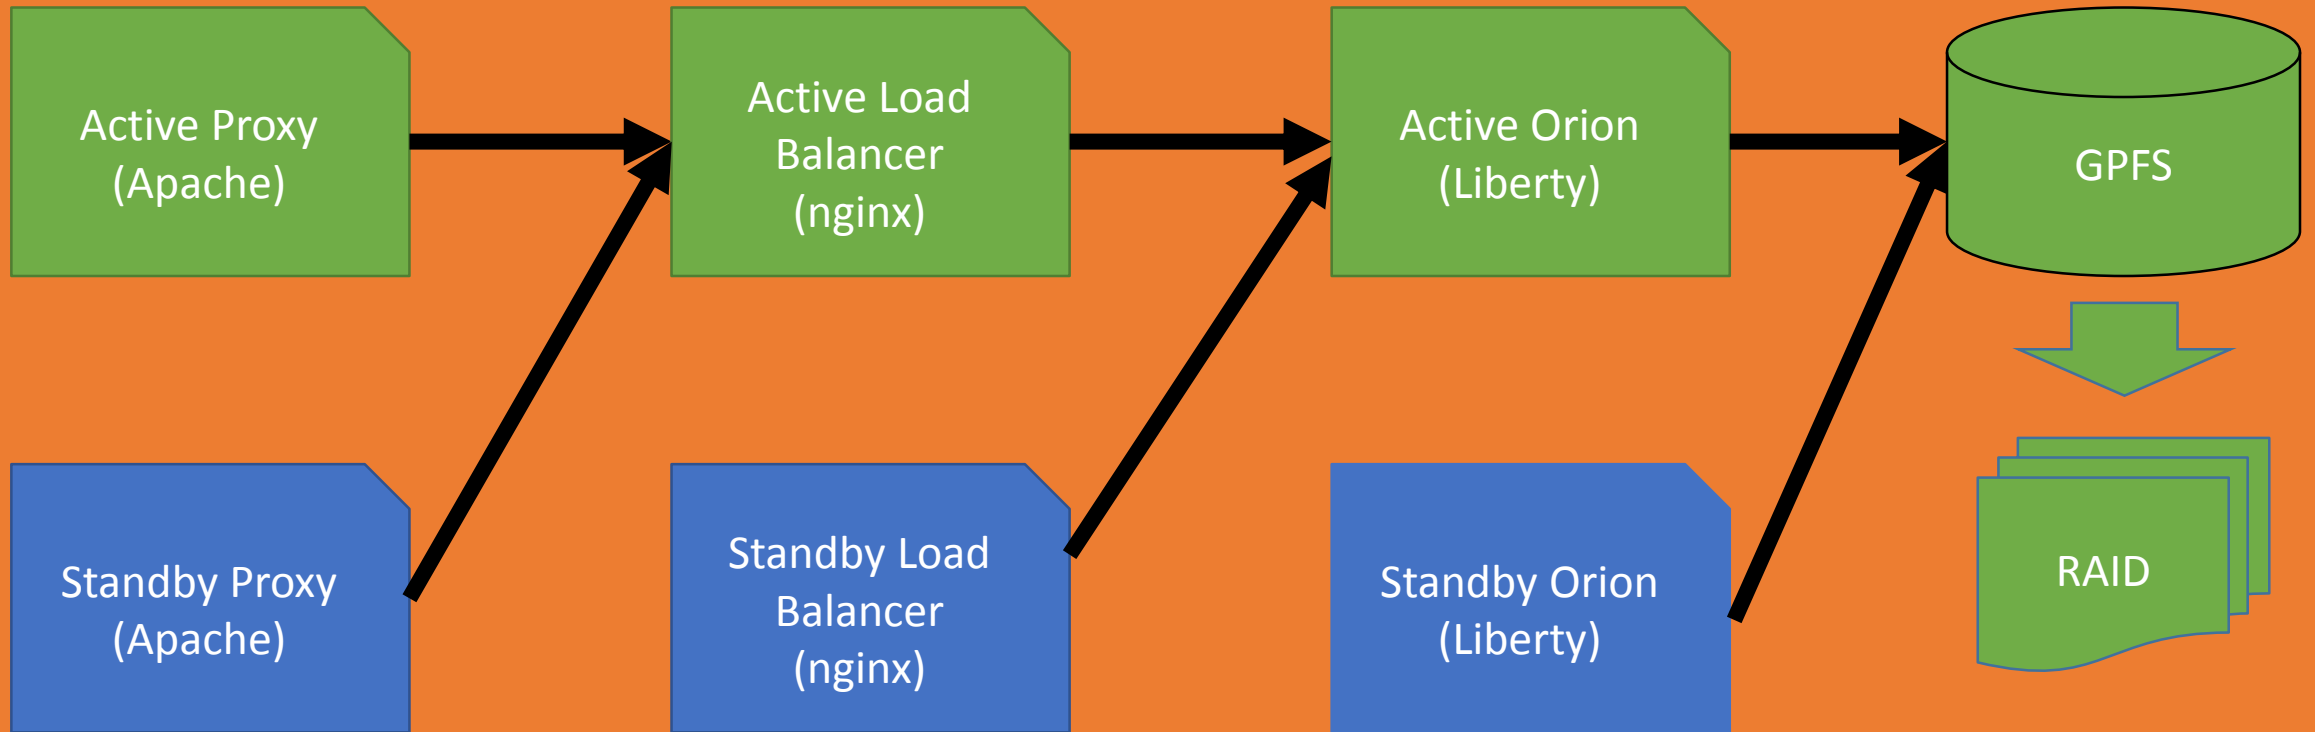 Active Proxy
(Apache)
Active Load
Balancer
(nginx)
Active Orion
(Liberty)
GPFS
Standby Proxy
(Apache)
Standby Load
Balancer
(nginx)
Standby Orion
(Liberty)
RAID